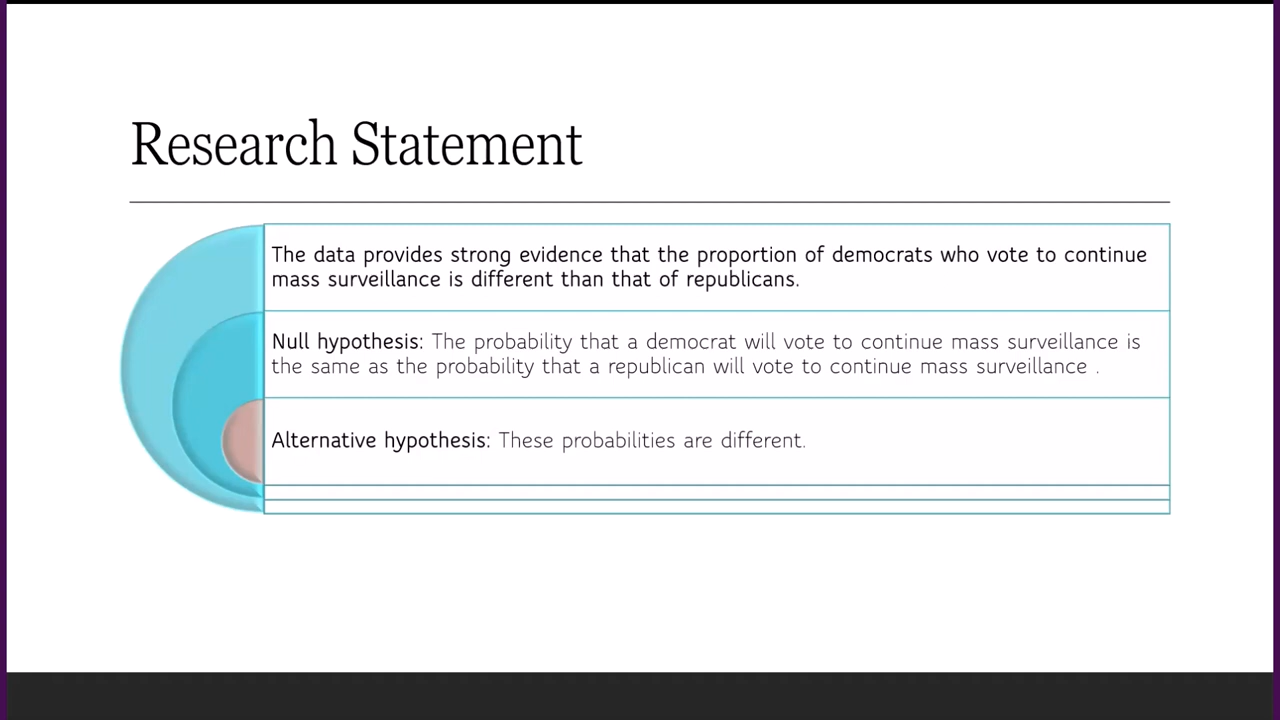 Research Statement
The data provides strong evidence that the proportion of democrats who vote to continue
mass surveillance is different than that of republicans.
Null hypothesis: The probability that a democrat will vote to continue mass surveillance is
the same as the probability that a republican will vote to continue mass surveillance .
Alternative hypothesis: These probabilities are different.